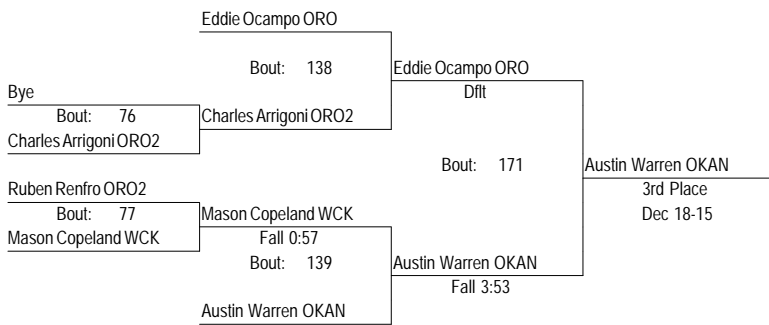 Eddie Ocampo ORO
Bout: 138
Eddie Ocampo ORO
Bye
Dflt
Bout: 76
Charles Arrigoni ORO2
Charles Arrigoni ORO2
Bout: 171
Austin Warren OKAN
Ruben Renfro ORO2
3rd Place
Bout: 77
Mason Copeland WCK
Dec 18-15
Mason Copeland WCK
Fall 0:57
Bout: 139
Austin Warren OKAN
Fall 3:53
Austin Warren OKAN